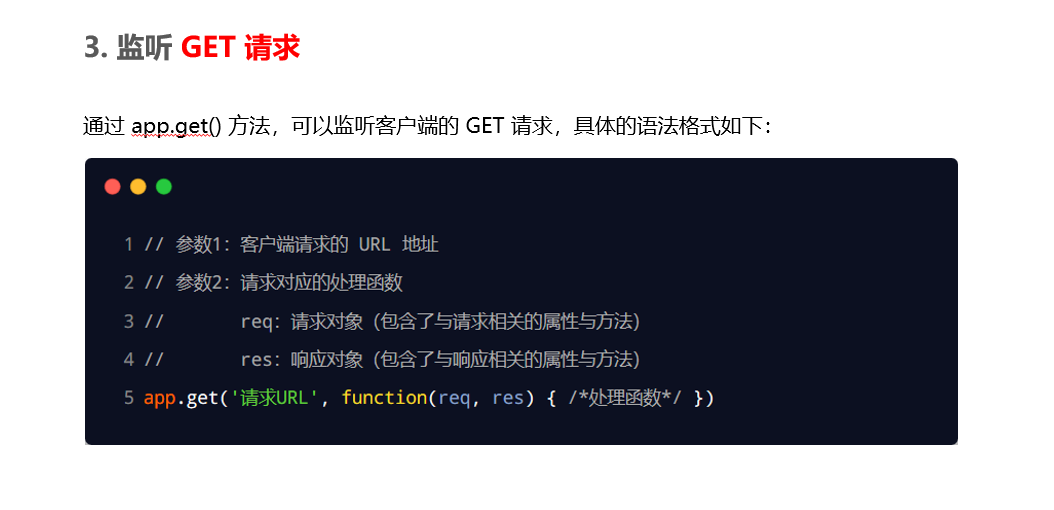 3. 监听 GET 请求
通过 app.get() 方法，可以监听客户端的 GET 请求，具体的语法格式如下：
1 // 参数1：客户端请求的 URL 地址
2 // 参数2：请求对应的处理函数
3 //       req：请求对象（包含了与请求相关的属性与方法）
4 //       res：响应对象（包含了与响应相关的属性与方法）
5 app.get('请求URL', function(req, res) { /*处理函数*/ })